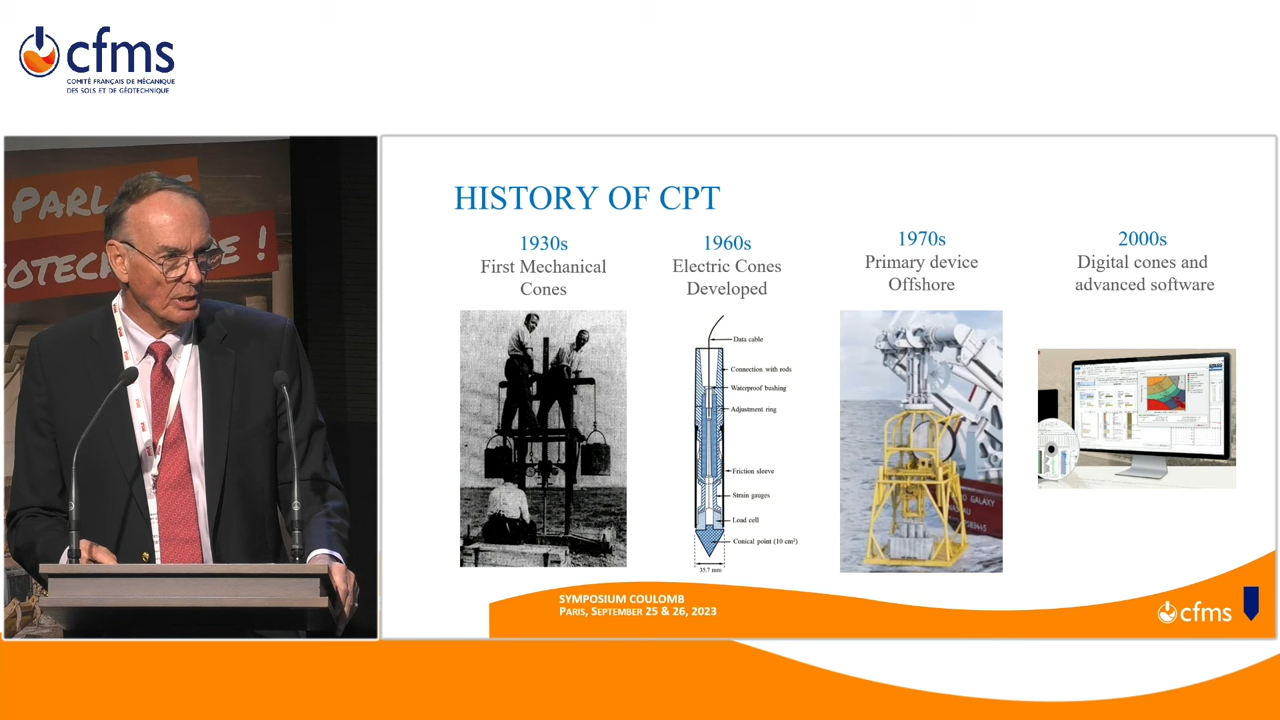 cfms
COMITÉ FRANÇAIS DE MÉCANIQUE
DES SOLS ET DE GÉOTECHNIQUE
HISTORY OF CPT
1930s
First Mechanical
Cones
1960s
Electric Cones
Developed
1970s
Primary device
Offshore
2000s
Digital cones and
advanced software
Data cable
Connection with rods
Waterproof bushing
Adjustment ring
Friction sleeve
Strain gauges
Load cell
Conical point (10 cm²)
35.7 mm
GALAXY
SYMPOSIUM COULOMB
PARIS, SEPTEMBER 25 & 26, 2023
cfms